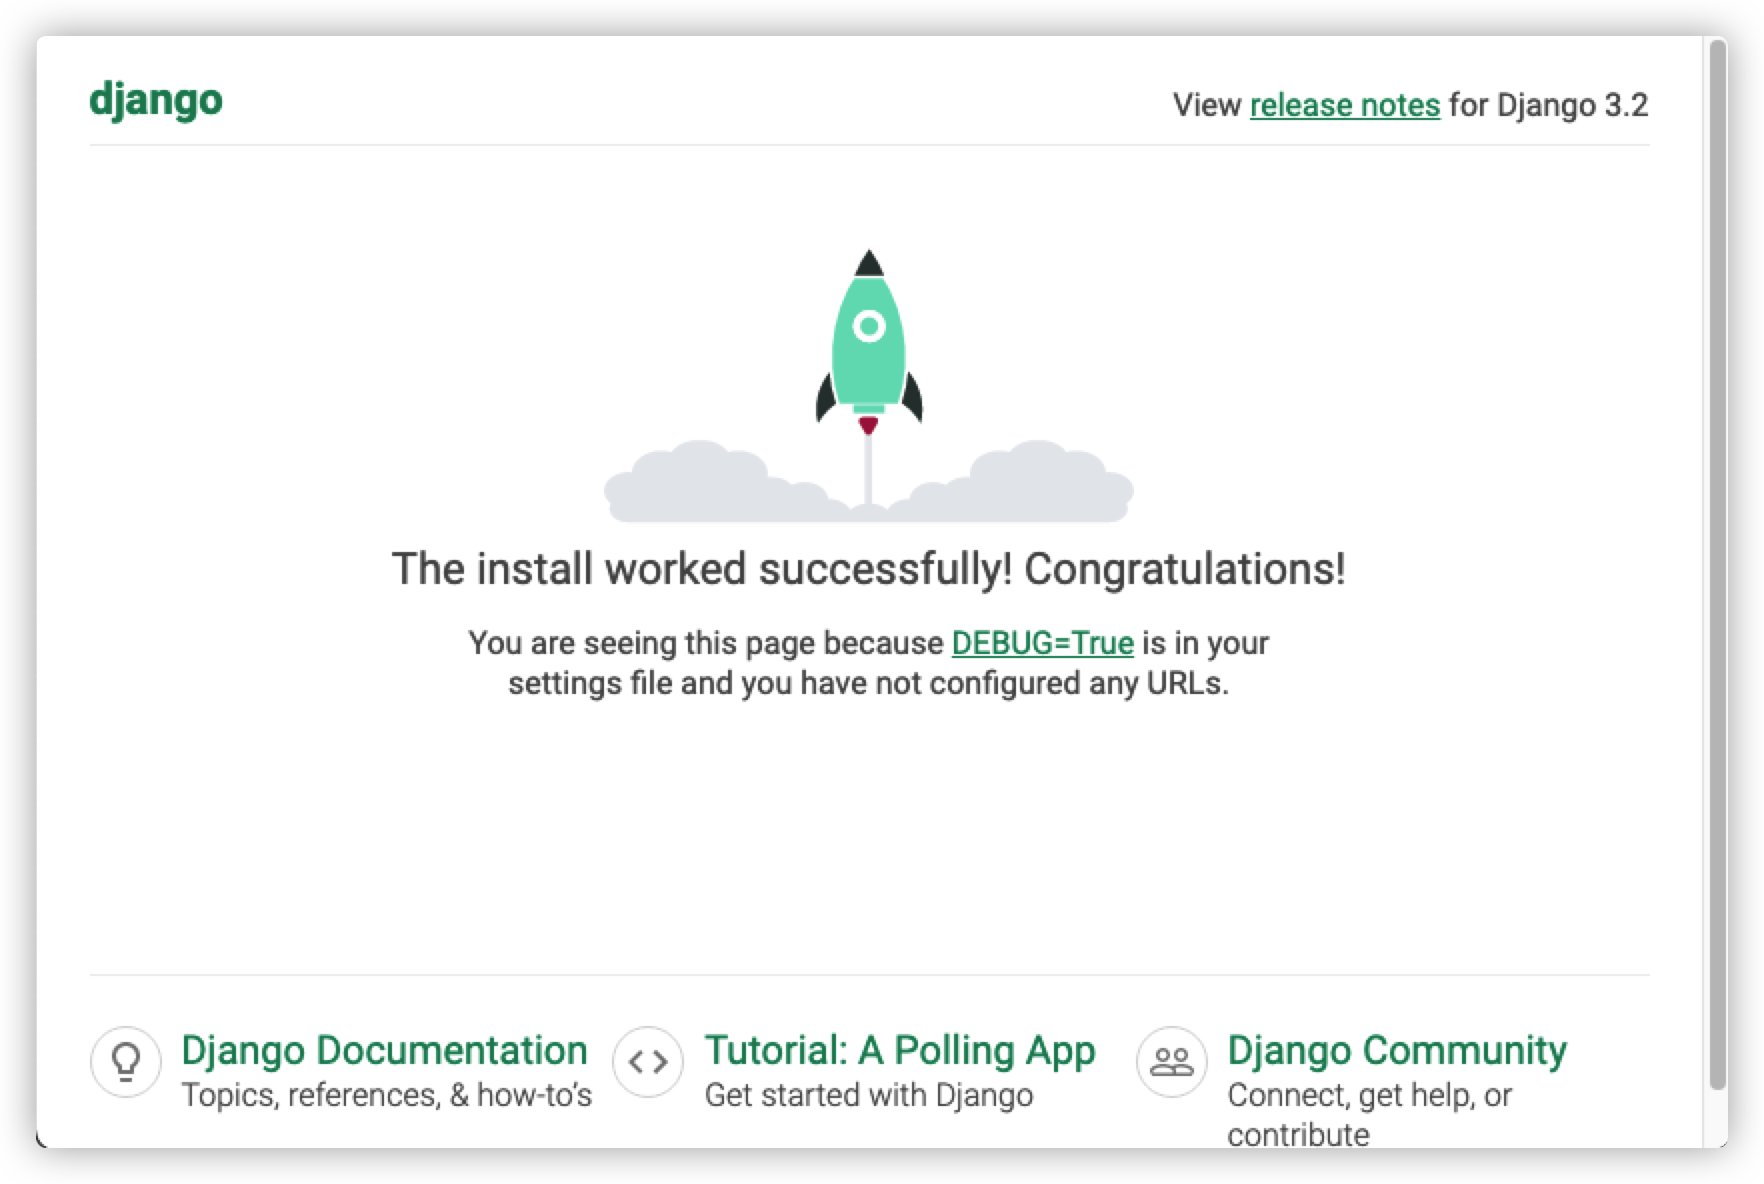 django
View release notes for Django 3.2
The install worked successfully! Congratulations!
You are seeing this page because DEBUG=True is in your
settings file and you have not configured any URLs.
Django Documentation
Topics, references, & how-to’s
Tutorial: A Polling App
Get started with Django
Django Community
Connect, get help, or
contribute